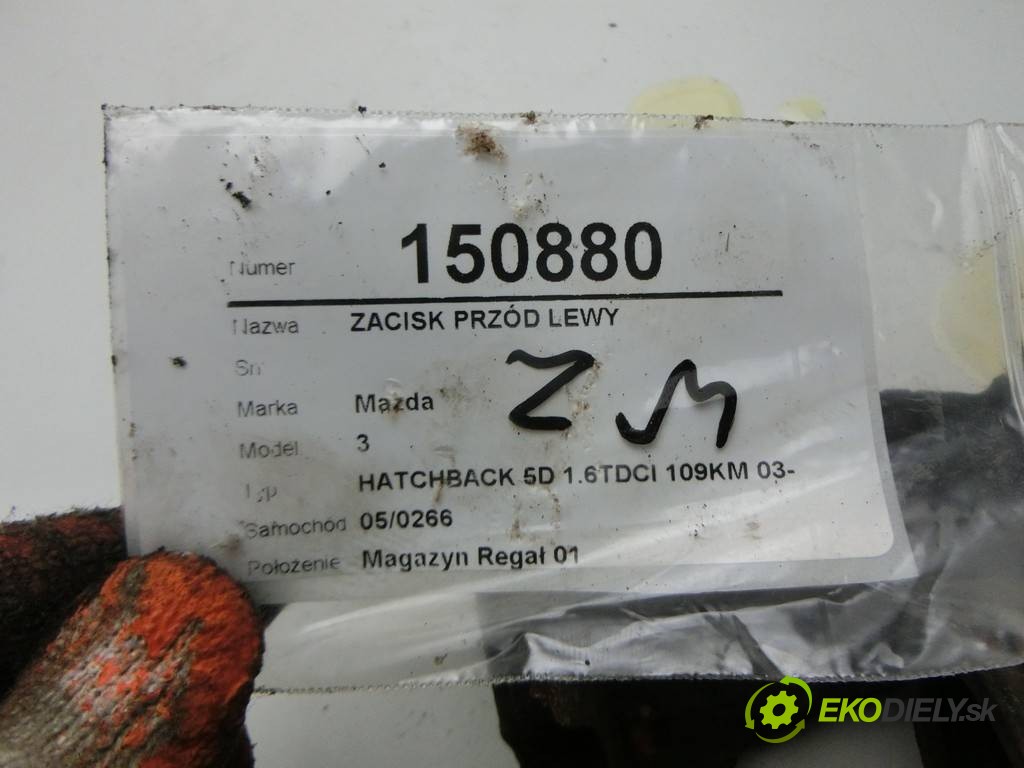 Numer 150880
Nazwa ZACISK PRZÓD LEWY
Sn
Marka Mazda
Model 3
Typ HATCHBACK 5D 1.6TDCI 109KM 03-
Samochód 05/0266
Położenie Magazyn Regał 01
Z M
EKODIELY.sk